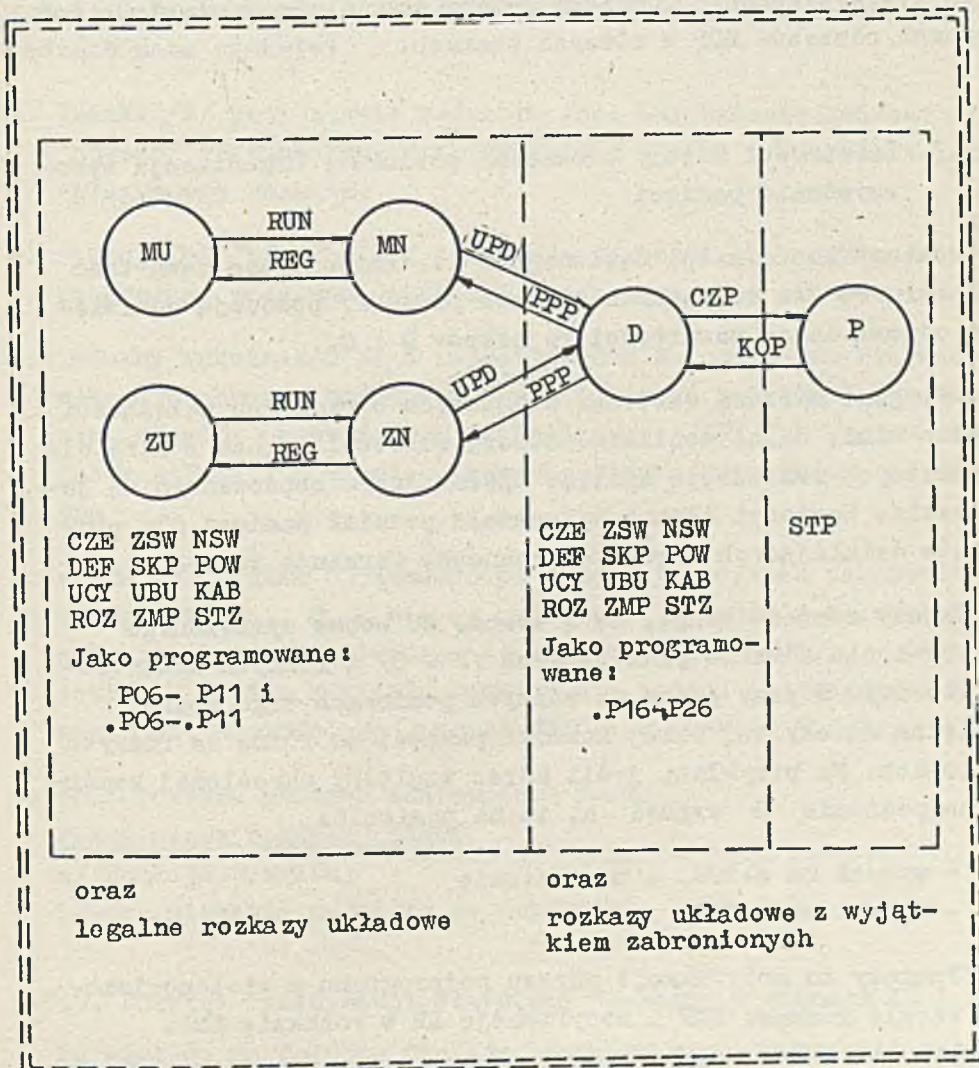 RUN
MU
MN
REG
UPD
PPP
CZP
D
P
KOP
RUN
UPD
PPP
ZU
ZN
REG
CZE ZSW NSW
DEF SKP POW
UCY UBU KAB
ROZ ZMP STZ
Jako programowane:
P06-.P11 i
.P06-.P11
CZE ZSW NSW
DEF SKP POW
UCY UBU KAB
ROZ ZMP STZ
Jako programo-
wane:
.P16-P26
STP
oraz
legalne rozkazy układowe
oraz
rozkazy układowe z wyjąt-
kiem zabronionych